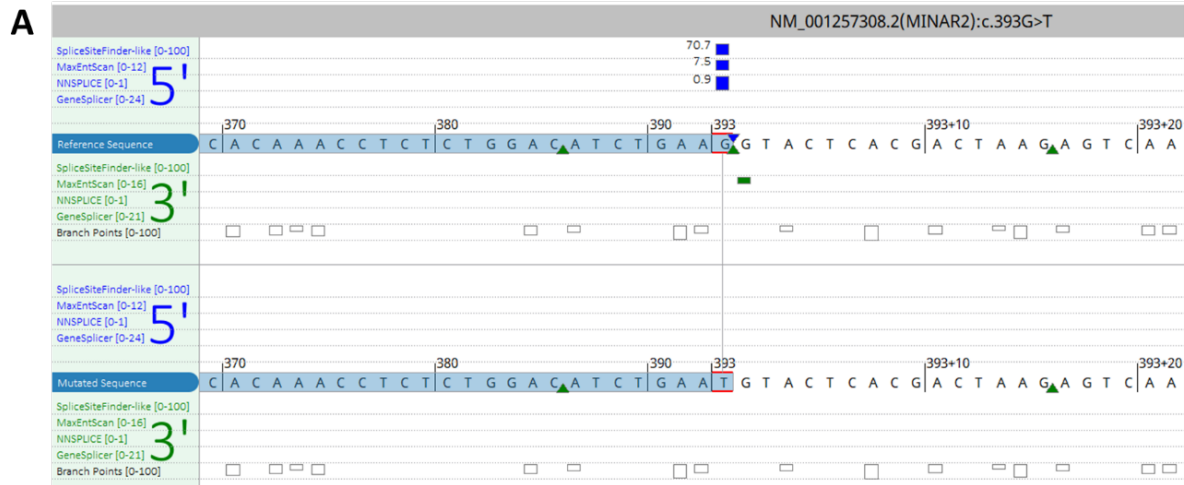 A
NM_001257308.2(MINAR2):c.393G>T
SpliceSiteFinder-like [0-100]
MaxEntScan [0-12]
NNSPLICE [0-1]
GeneSplicer [0-24]
5'
70.7
7.5
0.9
370 380 390 393 393+10 393+20
Reference Sequence C A C A A A C C T C T C T G G A C A T C T G A A G G T A C T C A C G A C T A A G A G T C A A
SpliceSiteFinder-like [0-100]
MaxEntScan [0-16]
NNSPLICE [0-1]
GeneSplicer [0-21]
3'
Branch Points [0-100]
SpliceSiteFinder-like [0-100]
MaxEntScan [0-12]
NNSPLICE [0-1]
GeneSplicer [0-24]
5'
370 380 390 393 393+10 393+20
Mutated Sequence C A C A A A C C T C T C T G G A C A T C T G A A T G T A C T C A C G A C T A A G A G T C A A
SpliceSiteFinder-like [0-100]
MaxEntScan [0-16]
NNSPLICE [0-1]
GeneSplicer [0-21]
3'
Branch Points [0-100]